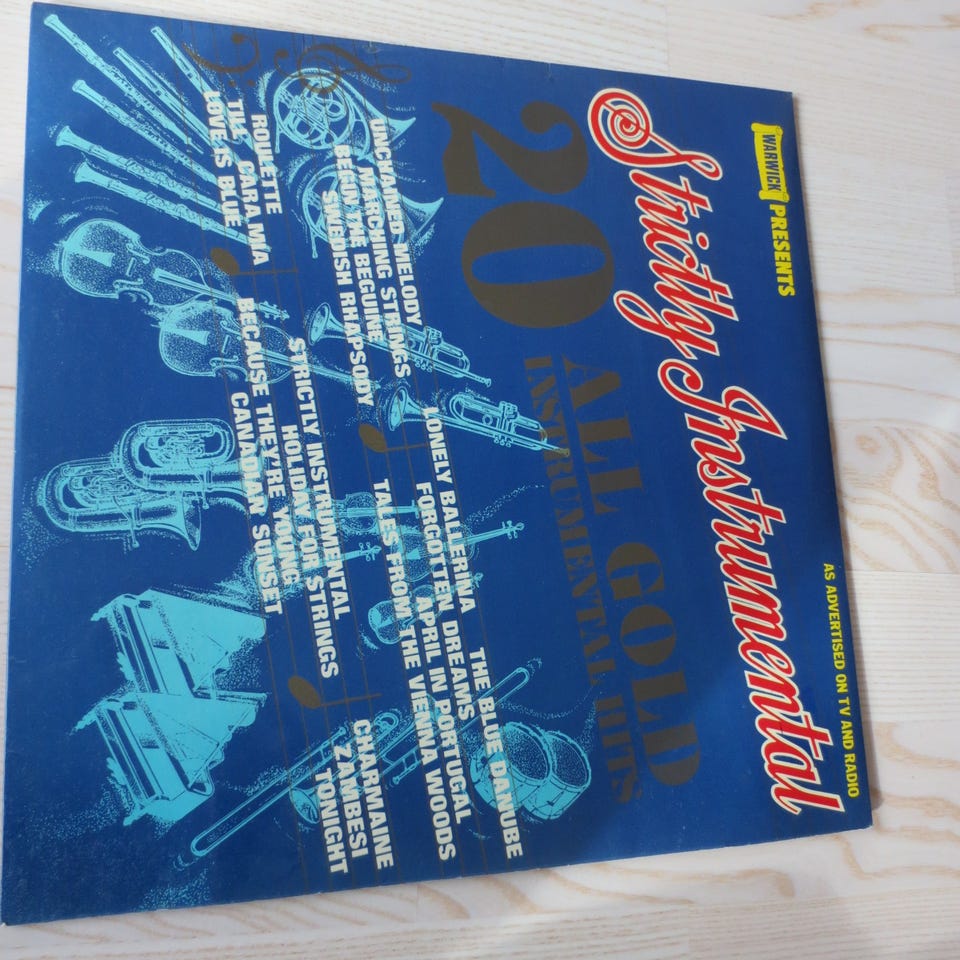 WARWICK PRESENTS
AS ADVERTISED ON TV AND RADIO
Strictly Instrumental
20 ALL GOLD
INSTRUMENTAL HITS
UNCHAINED MELODY
MARCHING STRINGS
BEGIN THE BEGUINE
SWEDISH RHAPSODY
THE BLUE DANUBE
LONELY BALLERINA
FORGOTTEN DREAMS
APRIL IN PORTUGAL
TALES FROM THE VIENNA WOODS
ROULETTE
TILL CARA MIA
LOVE IS BLUE
STRICTLY INSTRUMENTAL
HOLIDAY FOR STRINGS
BECAUSE THEY'RE YOUNG
CANADIAN SUNSET
CHARMAINE
ZAMBESI
TONIGHT